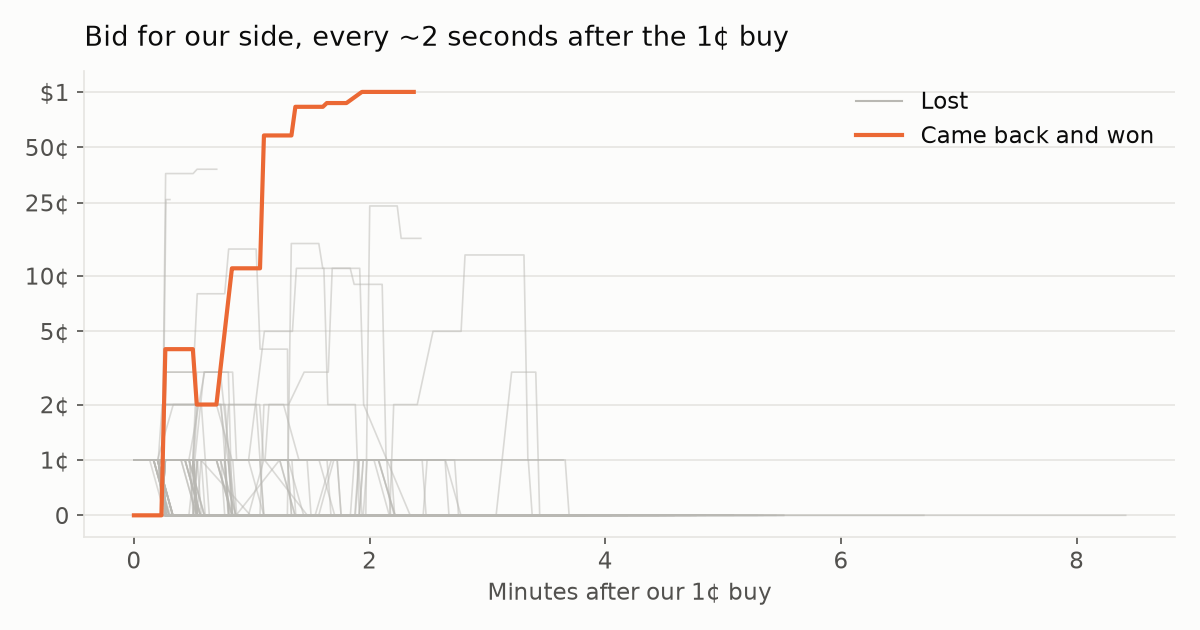 Bid for our side, every ~2 seconds after the 1¢ buy
$1
50¢
25¢
10¢
5¢
2¢
1¢
0
Lost
Came back and won
0 2 4 6 8
Minutes after our 1¢ buy